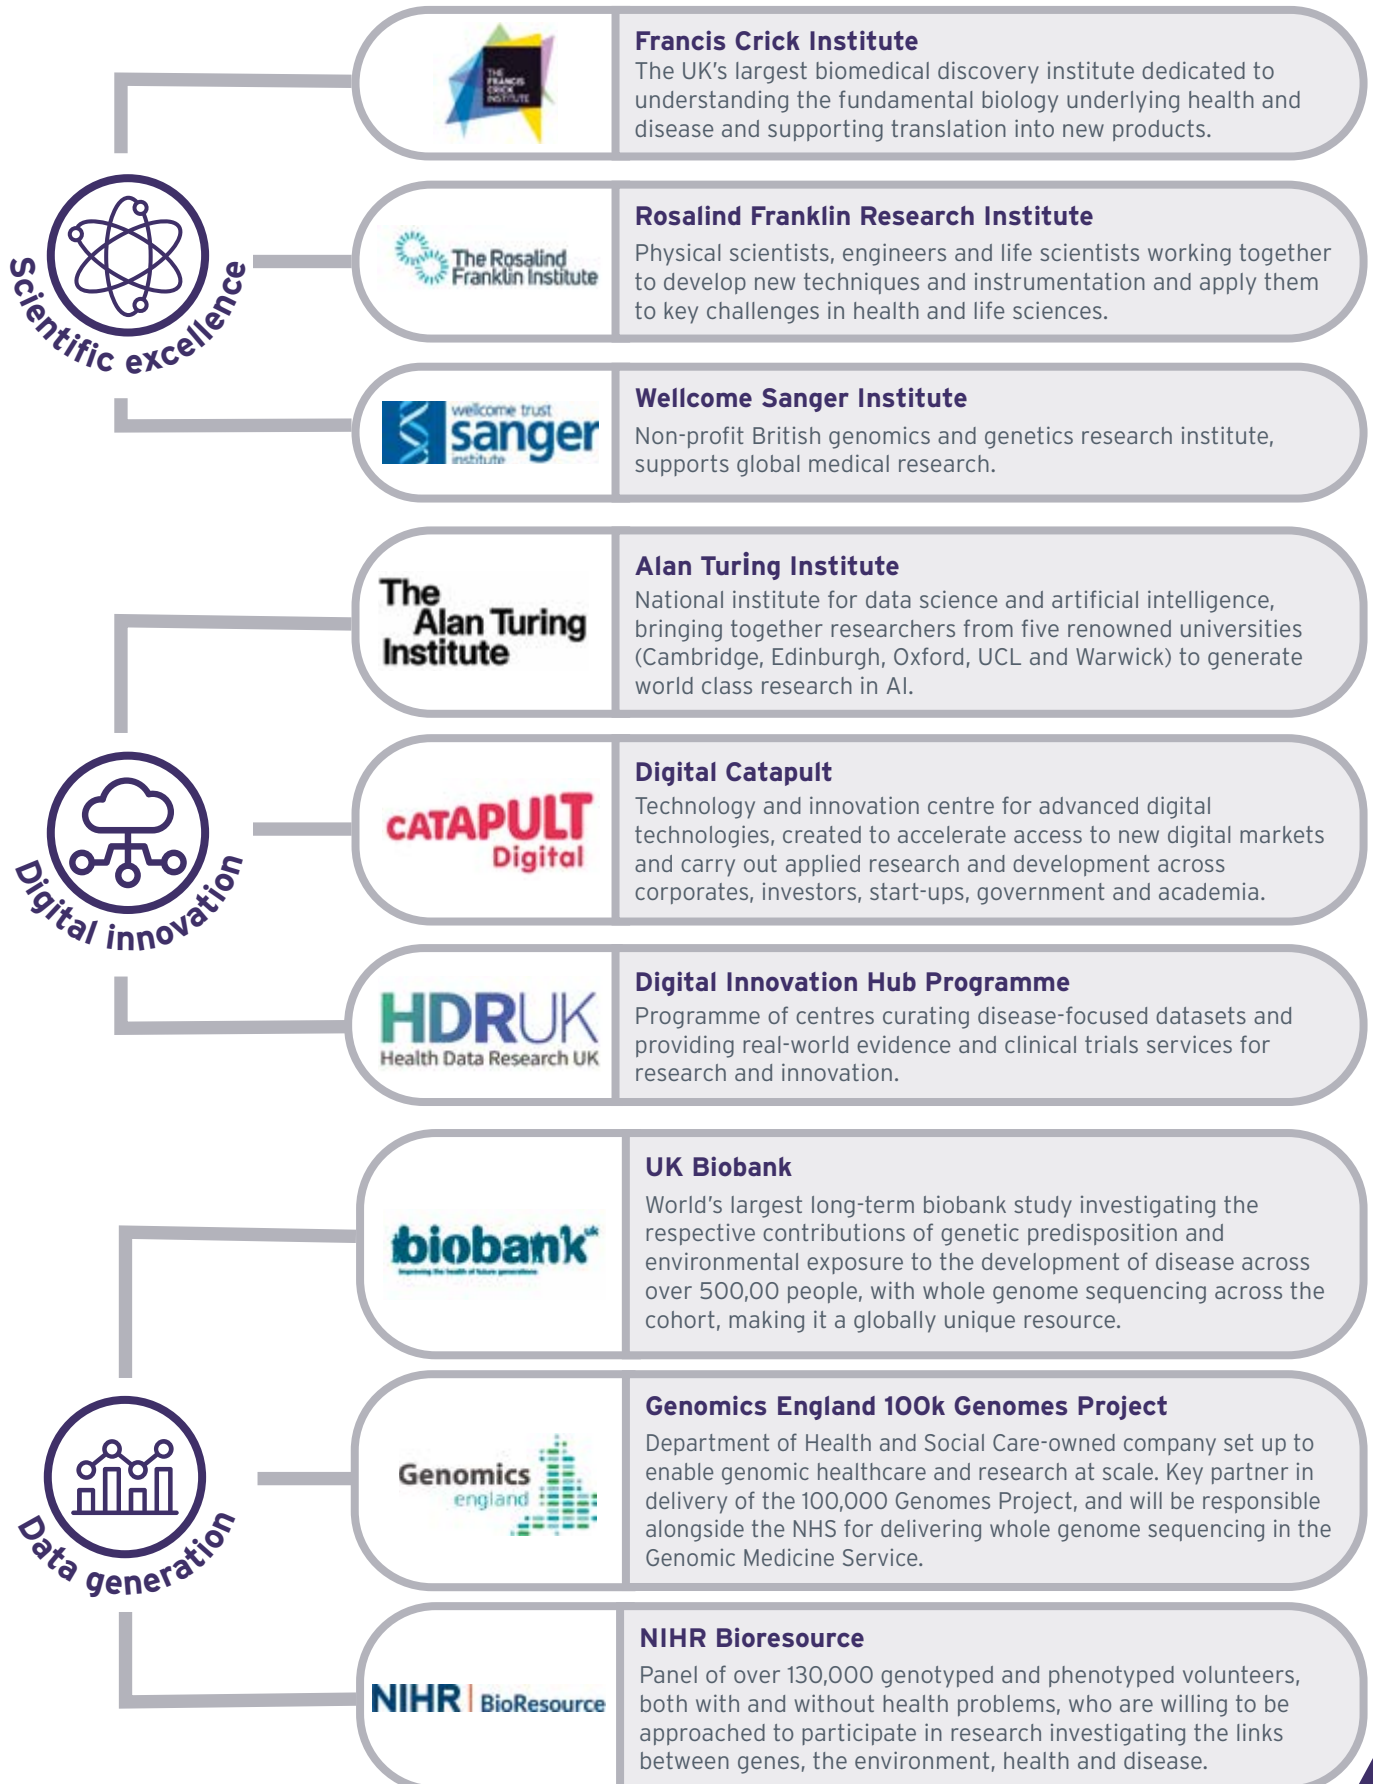 Scientific excellence
THE
FRANCIS
CRICK
INSTITUTE
Francis Crick Institute
The UK's largest biomedical discovery institute dedicated to
understanding the fundamental biology underlying health and
disease and supporting translation into new products.
The Rosalind
Franklin Institute
Rosalind Franklin Research Institute
Physical scientists, engineers and life scientists working together
to develop new techniques and instrumentation and apply them
to key challenges in health and life sciences.
wellcome trust
sanger
institute
Wellcome Sanger Institute
Non-profit British genomics and genetics research institute,
supports global medical research.
Digital innovation
The
Alan Turing
Institute
Alan Turing Institute
National institute for data science and artificial intelligence,
bringing together researchers from five renowned universities
(Cambridge, Edinburgh, Oxford, UCL and Warwick) to generate
world class research in AI.
CATAPULT
Digital
Digital Catapult
Technology and innovation centre for advanced digital
technologies, created to accelerate access to new digital markets
and carry out applied research and development across
corporates, investors, start-ups, government and academia.
HDRUK
Health Data Research UK
Digital Innovation Hub Programme
Programme of centres curating disease-focused datasets and
providing real-world evidence and clinical trials services for
research and innovation.
Data generation
biobank uk
Improving the health of future generations
UK Biobank
World's largest long-term biobank study investigating the
respective contributions of genetic predisposition and
environmental exposure to the development of disease across
over 500,00 people, with whole genome sequencing across the
cohort, making it a globally unique resource.
Genomics
england
Genomics England 100k Genomes Project
Department of Health and Social Care-owned company set up to
enable genomic healthcare and research at scale. Key partner in
delivery of the 100,000 Genomes Project, and will be responsible
alongside the NHS for delivering whole genome sequencing in the
Genomic Medicine Service.
NIHR | BioResource
NIHR Bioresource
Panel of over 130,000 genotyped and phenotyped volunteers,
both with and without health problems, who are willing to be
approached to participate in research investigating the links
between genes, the environment, health and disease.